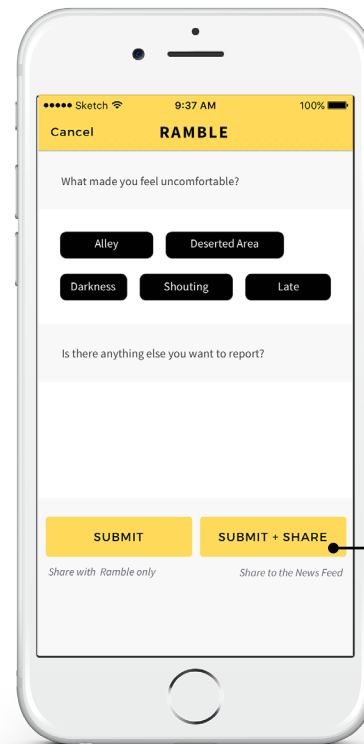 ●●●●● Sketch 9:37 AM 100%
Cancel RAMBLE
What made you feel uncomfortable?
Alley Deserted Area
Darkness Shouting Late
Is there anything else you want to report?
SUBMIT SUBMIT + SHARE
Share with Ramble only Share to the News Feed